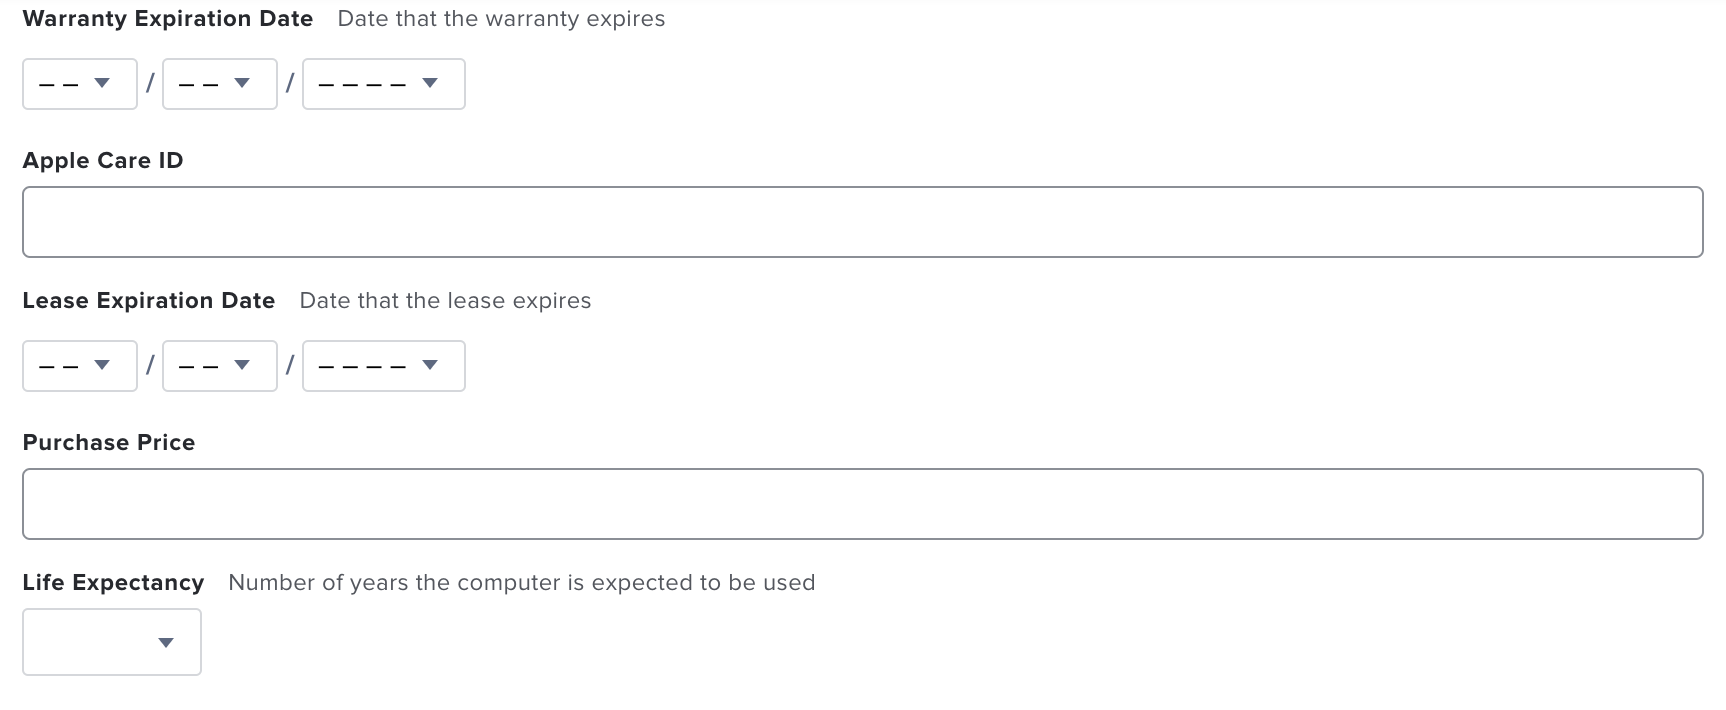 Warranty Expiration Date Date that the warranty expires
– – / – – / – – – –
Apple Care ID
Lease Expiration Date Date that the lease expires
– – / – – / – – – –
Purchase Price
Life Expectancy Number of years the computer is expected to be used